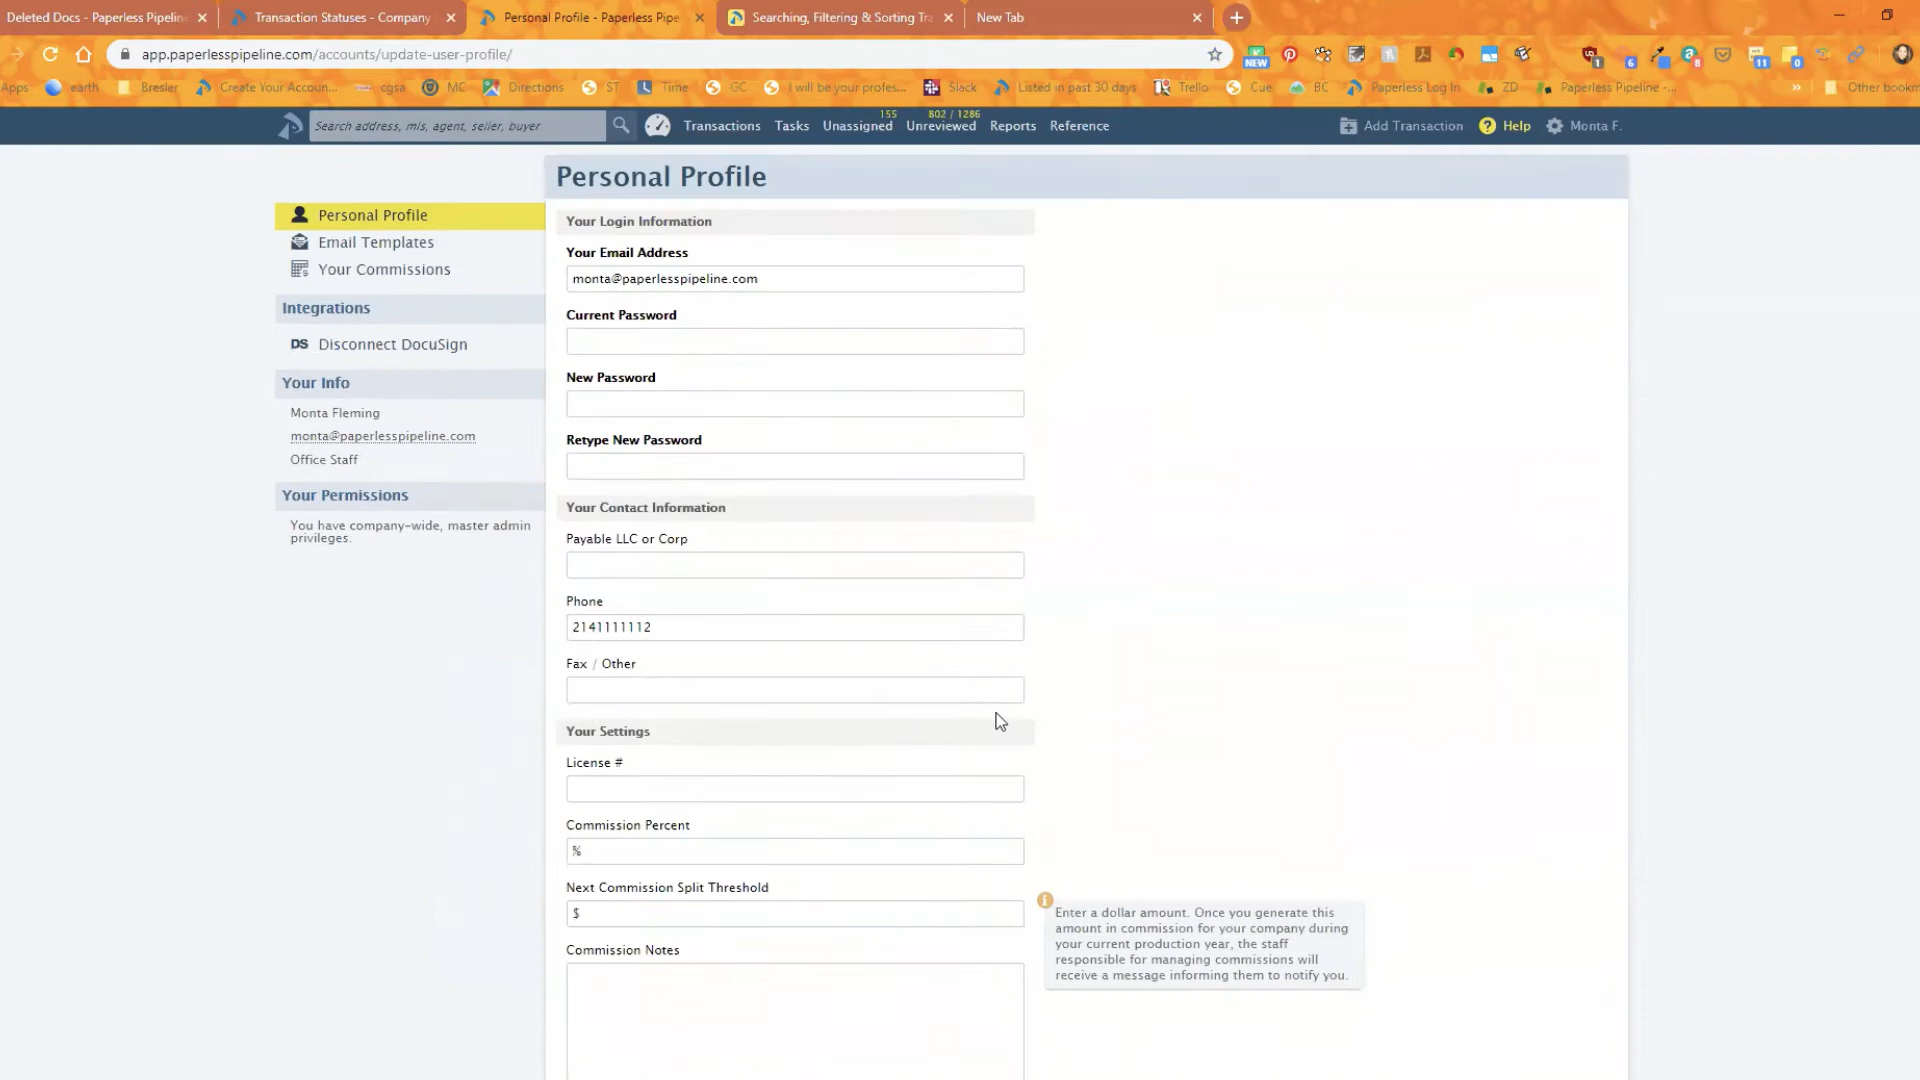 Deleted Docs - Paperless Pipelin
Transaction Statuses - Company
Personal Profile - Paperless Pipe
Searching, Filtering & Sorting Tra
New Tab
app.paperlesspipeline.com/accounts/update-user-profile/
NEW
1
6
8
11
0
Apps
earth
Bresler
Create Your Accoun...
cgsa
MC
Directions
ST
Time
GC
I will be your profes...
Slack
Listed in past 30 days
Trello
Cue
BC
Paperless Log In
ZD
Paperless Pipeline -...
»
Other bookm
Search address, mls, agent, seller, buyer
Transactions
Tasks
155
Unassigned
802 / 1286
Unreviewed
Reports
Reference
Add Transaction
? Help
Monta F.
Personal Profile
Email Templates
Your Commissions
Integrations
DS Disconnect DocuSign
Your Info
Monta Fleming
monta@paperlesspipeline.com
Office Staff
Your Permissions
You have company-wide, master admin
privileges.
Personal Profile
Your Login Information
Your Email Address
monta@paperlesspipeline.com
Current Password
New Password
Retype New Password
Your Contact Information
Payable LLC or Corp
Phone
2141111112
Fax / Other
Your Settings
License #
Commission Percent
%
Next Commission Split Threshold
$
Enter a dollar amount. Once you generate this
amount in commission for your company during
your current production year, the staff
responsible for managing commissions will
receive a message informing them to notify you.
Commission Notes